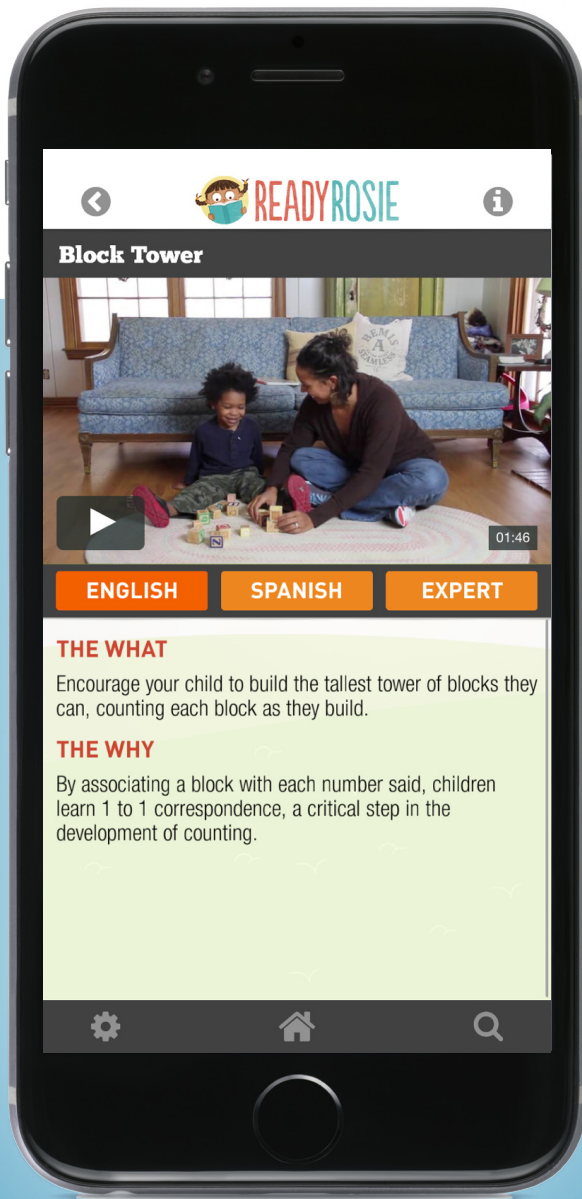 READYROSIE
Block Tower
BEMIS
A
SEAMLESS
01:46
ENGLISH
SPANISH
EXPERT
THE WHAT
Encourage your child to build the tallest tower of blocks they
can, counting each block as they build.
THE WHY
By associating a block with each number said, children
learn 1 to 1 correspondence, a critical step in the
development of counting.